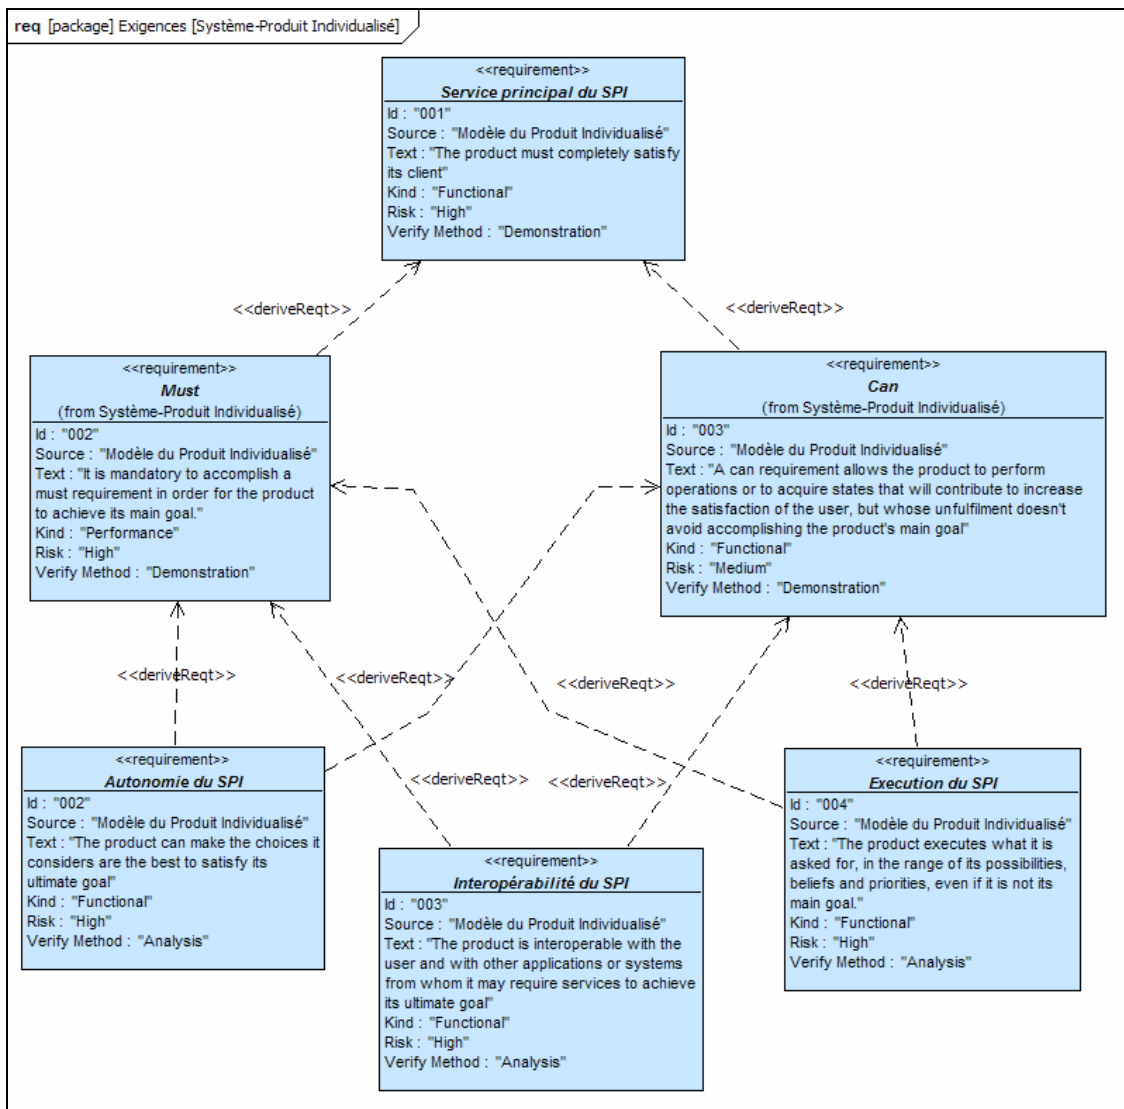 req [package] Exigences [Système-Produit Individualisé]
<<requirement>>
Service principal du SPI
Id : "001"
Source : "Modèle du Produit Individualisé"
Text : "The product must completely satisfy
its client"
Kind : "Functional"
Risk : "High"
Verify Method : "Demonstration"
<<deriveReqt>>
<<deriveReqt>>
<<requirement>>
Must
(from Système-Produit Individualisé)
Id : "002"
Source : "Modèle du Produit Individualisé"
Text : "It is mandatory to accomplish a
must requirement in order for the product
to achieve its main goal."
Kind : "Performance"
Risk : "High"
Verify Method : "Demonstration"
<<requirement>>
Can
(from Système-Produit Individualisé)
Id : "003"
Source : "Modèle du Produit Individualisé"
Text : "A can requirement allows the product to perform
operations or to acquire states that will contribute to increase
the satisfaction of the user, but whose unfulfilment doesn't
avoid accomplishing the product's main goal"
Kind : "Functional"
Risk : "Medium"
Verify Method : "Demonstration"
<<deriveReqt>>
<<deriveReqt>>
<<deriveReqt>>
<<deriveReqt>>
<<deriveReqt>>
<<deriveReqt>>
<<requirement>>
Autonomie du SPI
Id : "002"
Source : "Modèle du Produit Individualisé"
Text : "The product can make the choices it
considers are the best to satisfy its
ultimate goal"
Kind : "Functional"
Risk : "High"
Verify Method : "Analysis"
<<requirement>>
Interopérabilité du SPI
Id : "003"
Source : "Modèle du Produit Individualisé"
Text : "The product is interoperable with the
user and with other applications or systems
from whom it may require services to achieve
its ultimate goal"
Kind : "Functional"
Risk : "High"
Verify Method : "Analysis"
<<requirement>>
Execution du SPI
Id : "004"
Source : "Modèle du Produit Individualisé"
Text : "The product executes what it is
asked for, in the range of its possibilities,
beliefs and priorities, even if it is not its
main goal."
Kind : "Functional"
Risk : "High"
Verify Method : "Analysis"